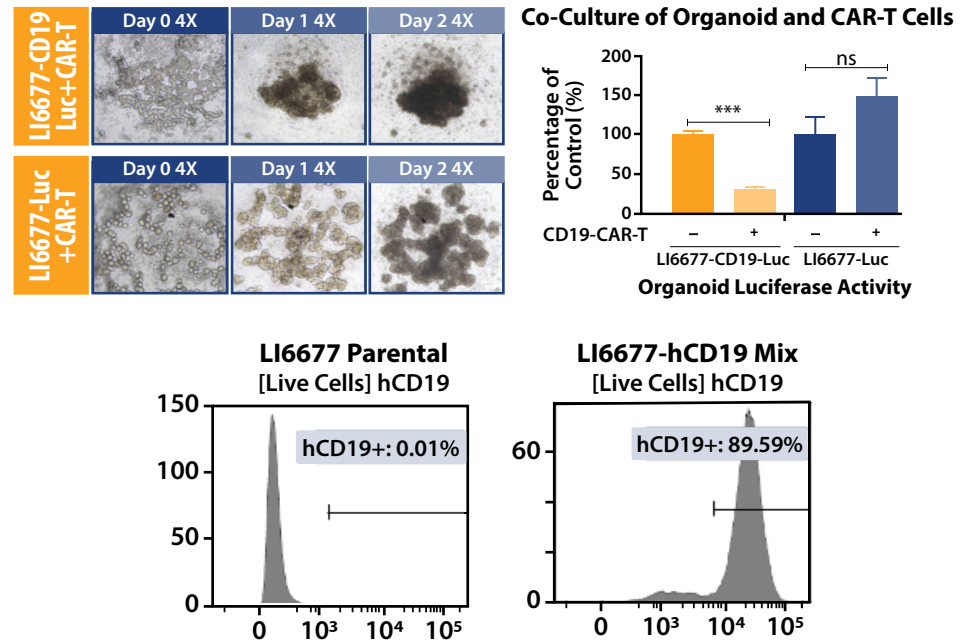 LI6677-CD19
Luc+CAR-T
Day 0 4X
Day 1 4X
Day 2 4X
LI6677-Luc
+CAR-T
Day 0 4X
Day 1 4X
Day 2 4X
Co-Culture of Organoid and CAR-T Cells
Percentage of
Control (%)
200
150
100
50
0
***
ns
CD19-CAR-T
–
+
–
+
LI6677-CD19-Luc
LI6677-Luc
Organoid Luciferase Activity
LI6677 Parental
[Live Cells] hCD19
150
100
50
0
hCD19+: 0.01%
0
10³
10⁴
10⁵
LI6677-hCD19 Mix
[Live Cells] hCD19
60
0
hCD19+: 89.59%
0
10³
10⁴
10⁵